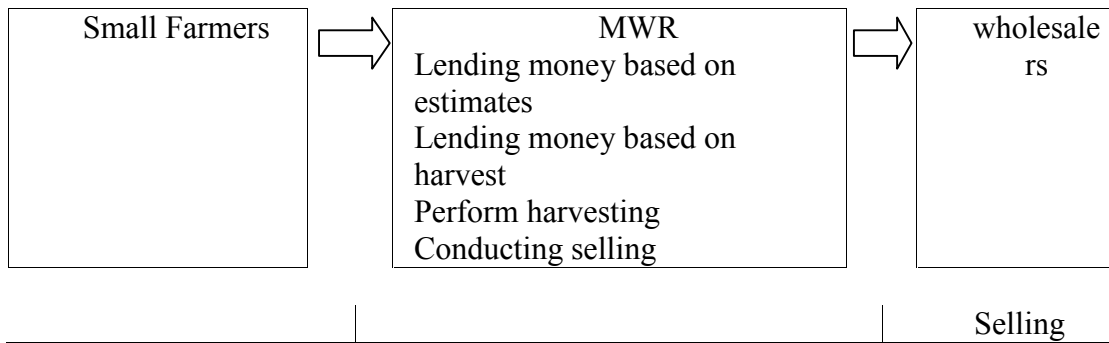 Small Farmers
MWR
Lending money based on
estimates
Lending money based on
harvest
Perform harvesting
Conducting selling
wholesale
rs
Selling